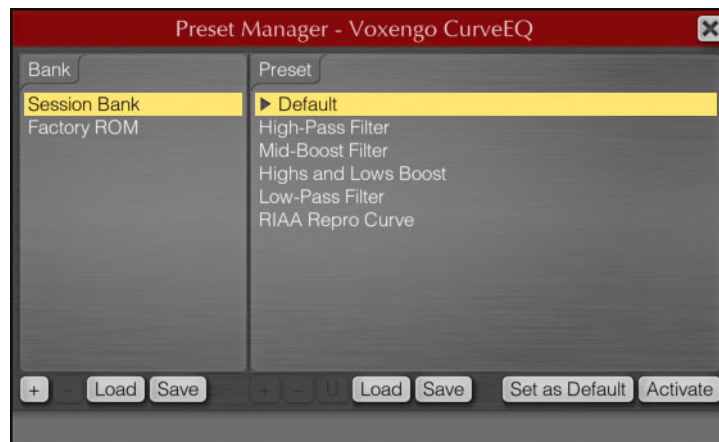 Preset Manager - Voxengo CurveEQ
Bank
Preset
Session Bank
Factory ROM
Default
High-Pass Filter
Mid-Boost Filter
Highs and Lows Boost
Low-Pass Filter
RIAA Repro Curve
+ - Load Save + - U Load Save Set as Default Activate